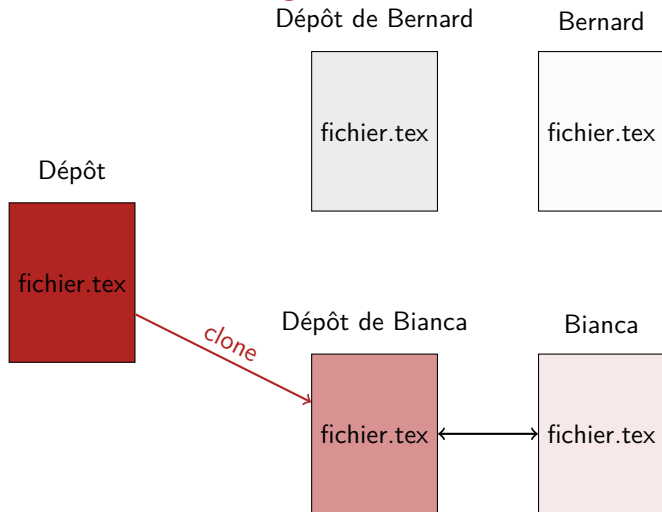 Dépôt de Bernard
Bernard
fichier.tex
fichier.tex
Dépôt
fichier.tex
clone
Dépôt de Bianca
Bianca
fichier.tex
fichier.tex